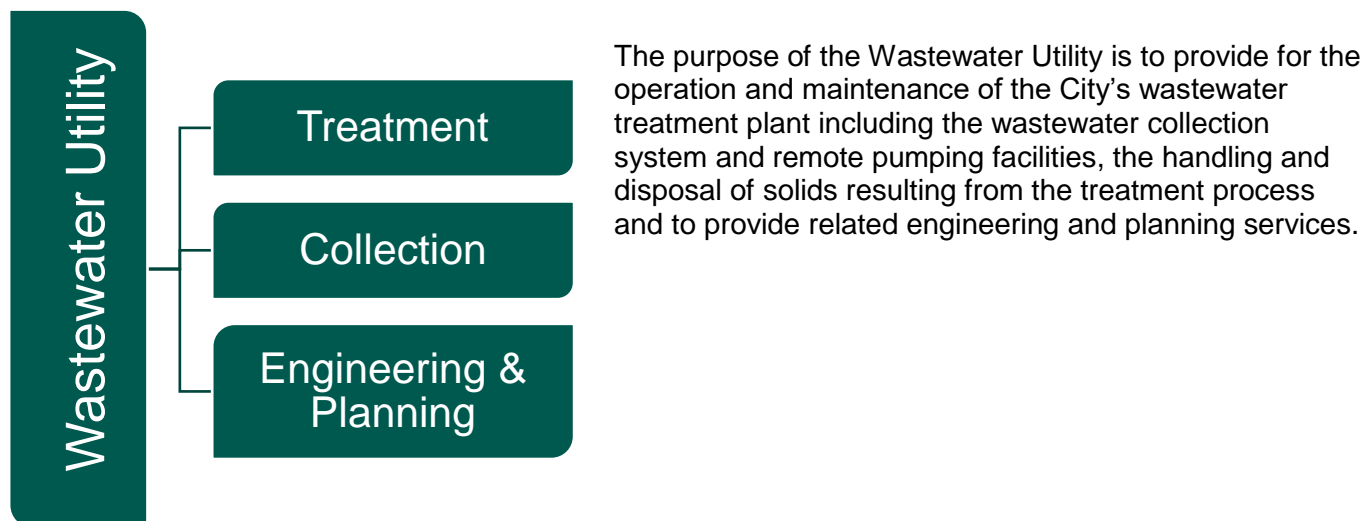 Wastewater Utility
Treatment
Collection
Engineering &
Planning
The purpose of the Wastewater Utility is to provide for the
operation and maintenance of the City’s wastewater
treatment plant including the wastewater collection
system and remote pumping facilities, the handling and
disposal of solids resulting from the treatment process
and to provide related engineering and planning services.